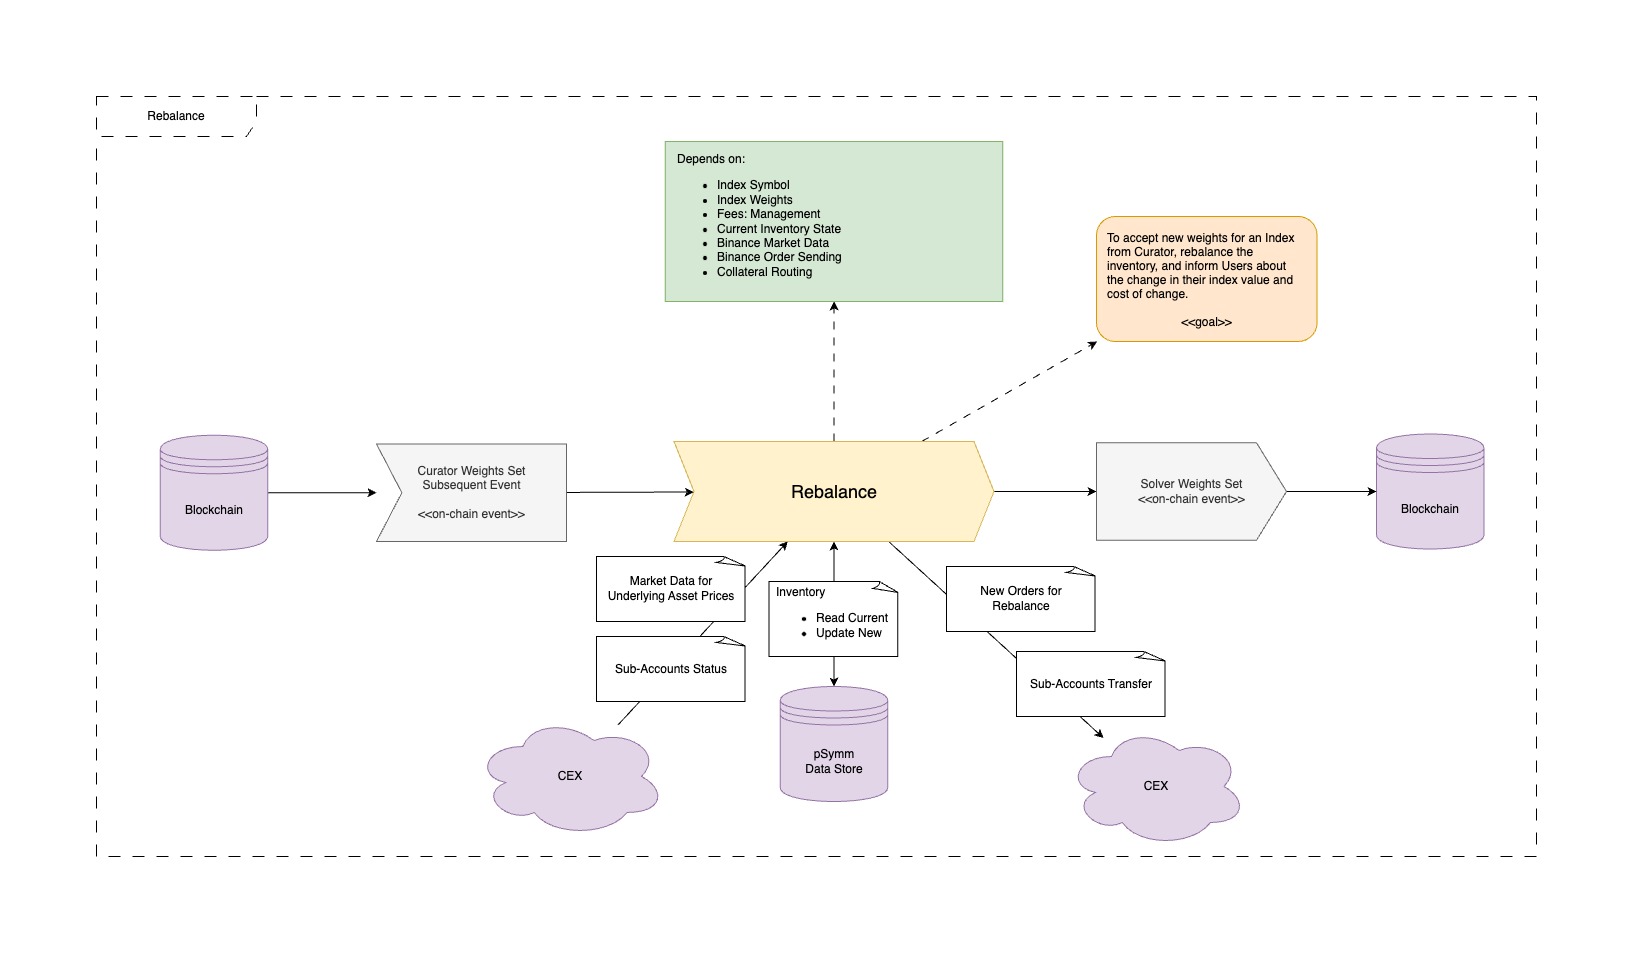 Rebalance
Depends on:
• Index Symbol
• Index Weights
• Fees: Management
• Current Inventory State
• Binance Market Data
• Binance Order Sending
• Collateral Routing
To accept new weights for an Index
from Curator, rebalance the
inventory, and inform Users about
the change in their index value and
cost of change.
<<goal>>
Blockchain
Curator Weights Set
Subsequent Event
<<on-chain event>>
Rebalance
Solver Weights Set
<<on-chain event>>
Blockchain
Market Data for
Underlying Asset Prices
Sub-Accounts Status
CEX
Inventory
• Read Current
• Update New
pSymm
Data Store
New Orders for
Rebalance
Sub-Accounts Transfer
CEX